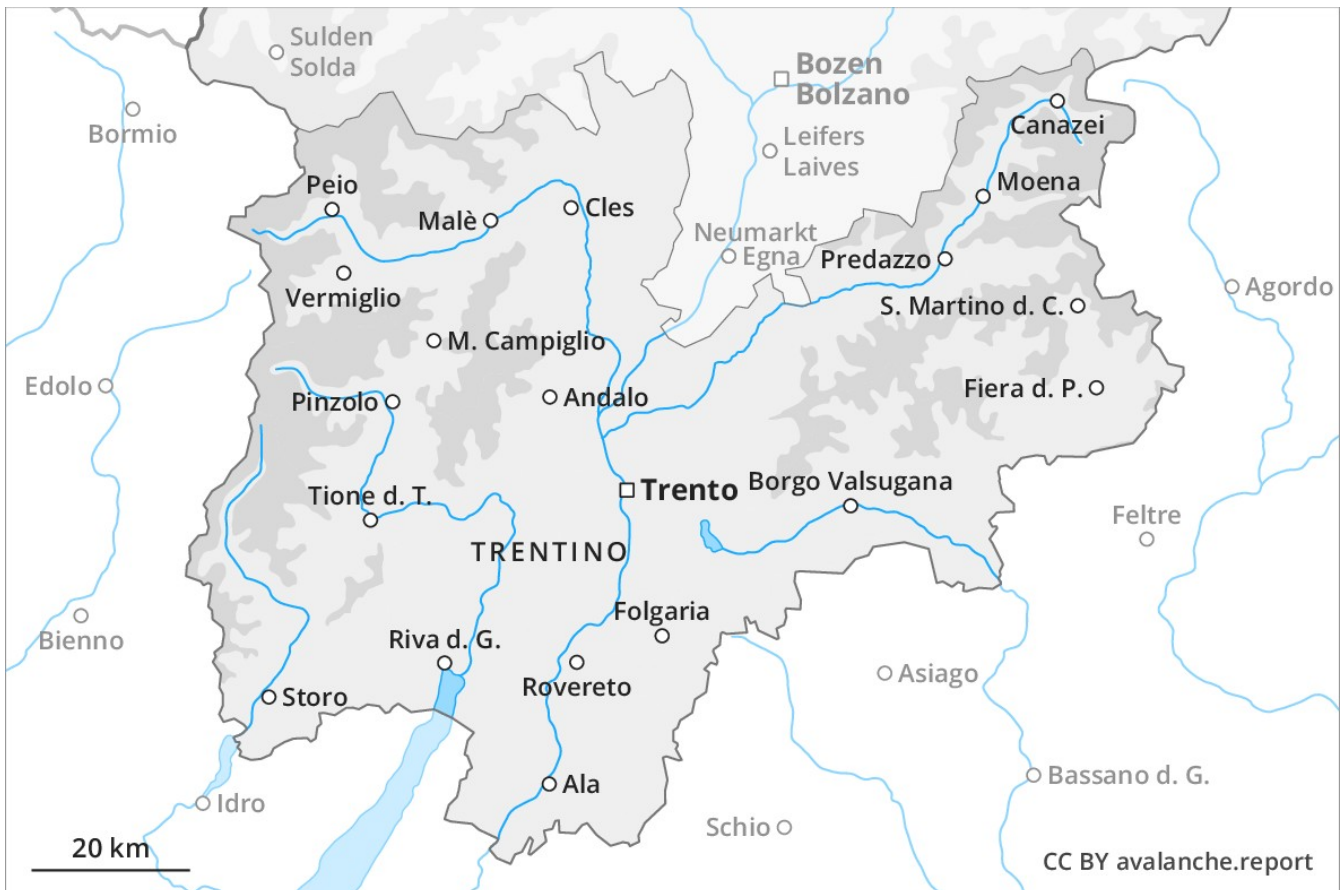 Sulden
Solda
Bozen
Bolzano
Bormio
Canazei
Leifers
Laives
Peio
Moena
Malè
Cles
Neumarkt
Egna
Predazzo
Vermiglio
Agordo
S. Martino d. C.
M. Campiglio
Edolo
Fiera d. P.
Pinzolo
Andalo
Trento
Borgo Valsugana
Tione d. T.
Feltre
TRENTINO
Folgaria
Bienno
Riva d. G.
Asiago
Rovereto
Storo
Bassano d. G.
Ala
Idro
Schio
20 km
CC BY avalanche.report